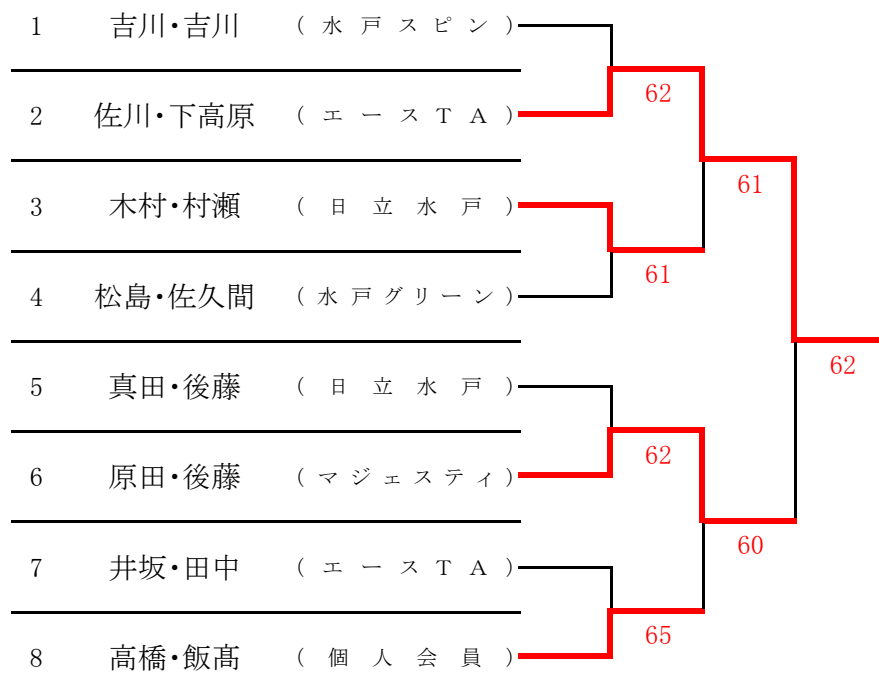 1 吉川・吉川 (水戸スピン)
62
2 佐川・下高原 (エースTA)
61
3 木村・村瀬 (日立水戸)
61
4 松島・佐久間 (水戸グリーン)
62
5 真田・後藤 (日立水戸)
62
6 原田・後藤 (マジェスティ)
60
7 井坂・田中 (エースTA)
65
8 高橋・飯髙 (個人会員)